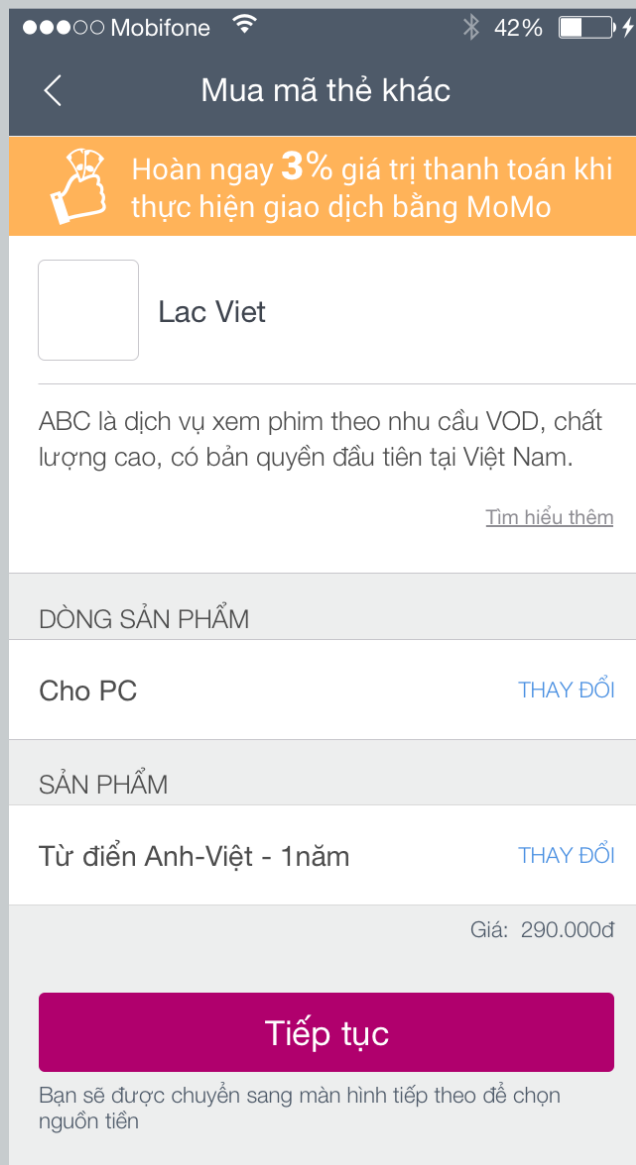 Mobifone 42%
Mua mã thẻ khác
Hoàn ngay 3% giá trị thanh toán khi
thực hiện giao dịch bằng MoMo
Lac Viet
ABC là dịch vụ xem phim theo nhu cầu VOD, chất
lượng cao, có bản quyền đầu tiên tại Việt Nam.
Tìm hiểu thêm
DÒNG SẢN PHẨM
Cho PC THAY ĐỔI
SẢN PHẨM
Từ điển Anh-Việt - 1năm THAY ĐỔI
Giá: 290.000đ
Tiếp tục
Bạn sẽ được chuyển sang màn hình tiếp theo để chọn
nguồn tiền